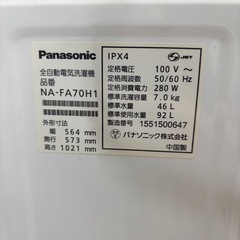 Panasonic
全自動電気洗濯機
品番
NA-FA70H1
外形寸法
幅 564 mm
奥行 573 mm
高さ 1021 mm
IPX4
JET
定格電圧 100 V～
定格周波数 50/60 Hz
定格消費電力 280 W
標準洗濯容量 7.0 kg
標準水量 46 L
標準使用水量 92 L
製造番号 1551500647
パナソニック株式会社
中国製